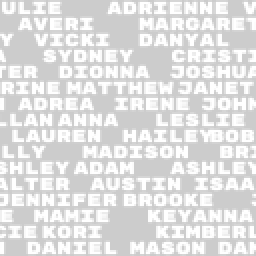 ULIE ADRIENNE V
AVERI MARGARET
Y VICKI DANYAL
A SYDNEY CRISTI
TER DIONNA JOSHUA
RINE MATTHEW JANET
N ADREA IRENE JOHN
LLAN ANNA LESLIE
LAUREN HAILEY BOB
LLY MADISON BRI
SHLEY ADAM ASHLEY
ALTER AUSTIN ISAA
JENNIFER BROOKE J
E MAMIE KEYANNA
CIE KORI KIMBERL
N DANIEL MASON DAN